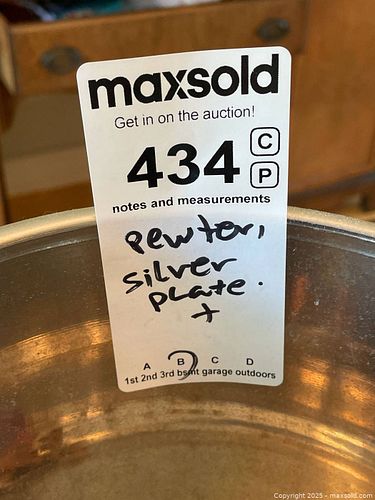 maxsold
Get in on the auction!
434 C
P
notes and measurements
pewter,
silver
plate.
+
A B C D
1st 2nd 3rd bsmt garage outdoors
Copyright 2025 - maxsold.com